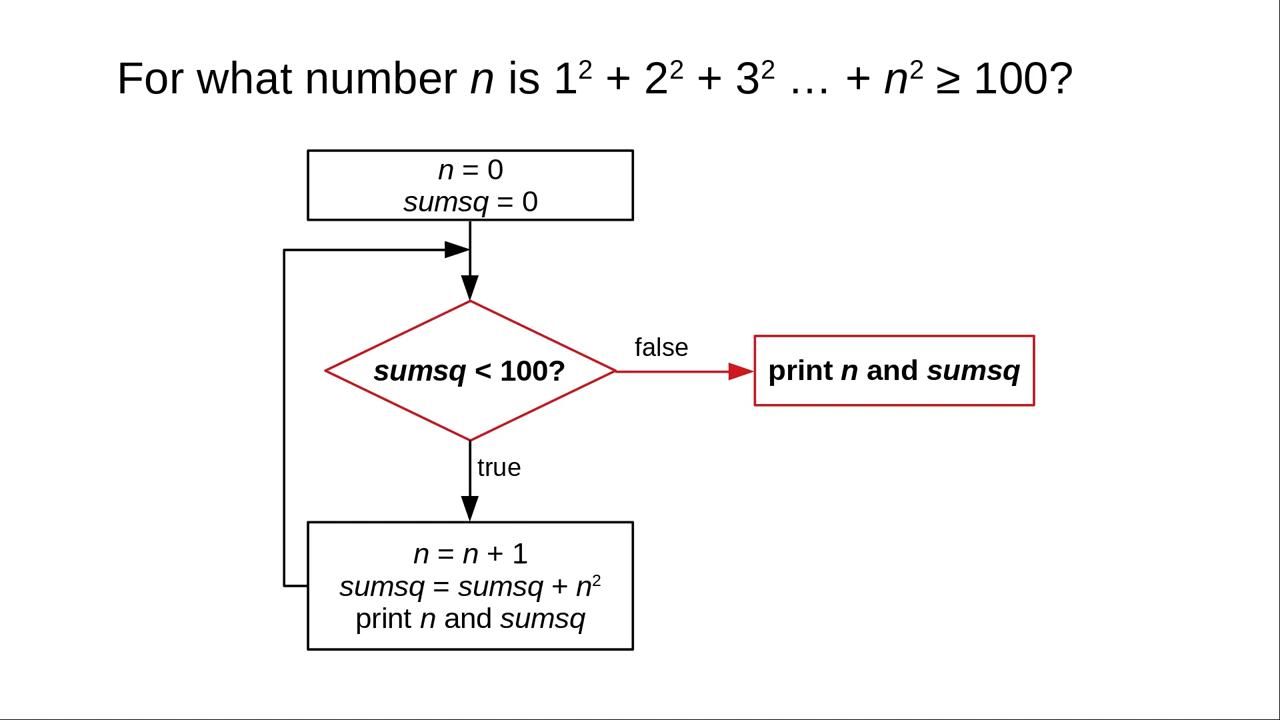 For what number n is 1² + 2² + 3² ... + n² ≥ 100?
n = 0
sumsq = 0
sumsq < 100?
false
print n and sumsq
true
n = n + 1
sumsq = sumsq + n²
print n and sumsq